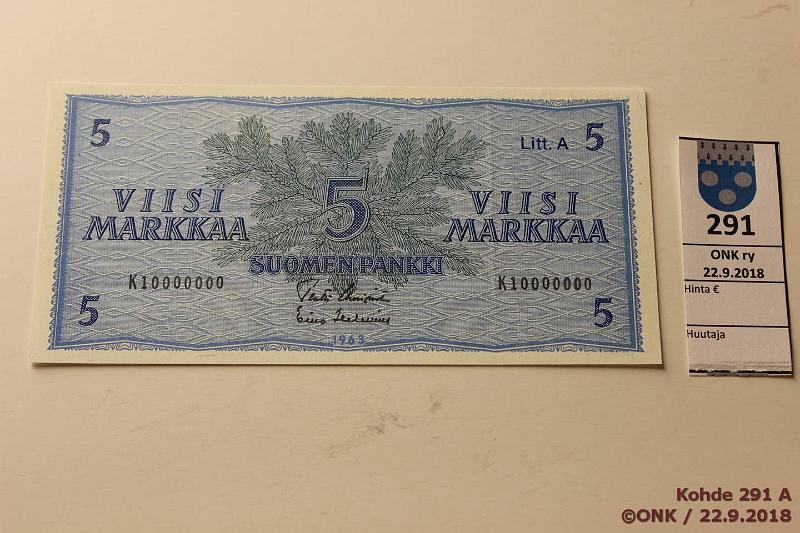 5 Litt. A 5
5
VIISI VIISI
MARKKAA MARKKAA
SUOMEN PANKKI
K10000000 K10000000
5 5
1963
291
ONK ry
22.9.2018
Hinta €
Huutaja
Kohde 291 A
©ONK / 22.9.2018